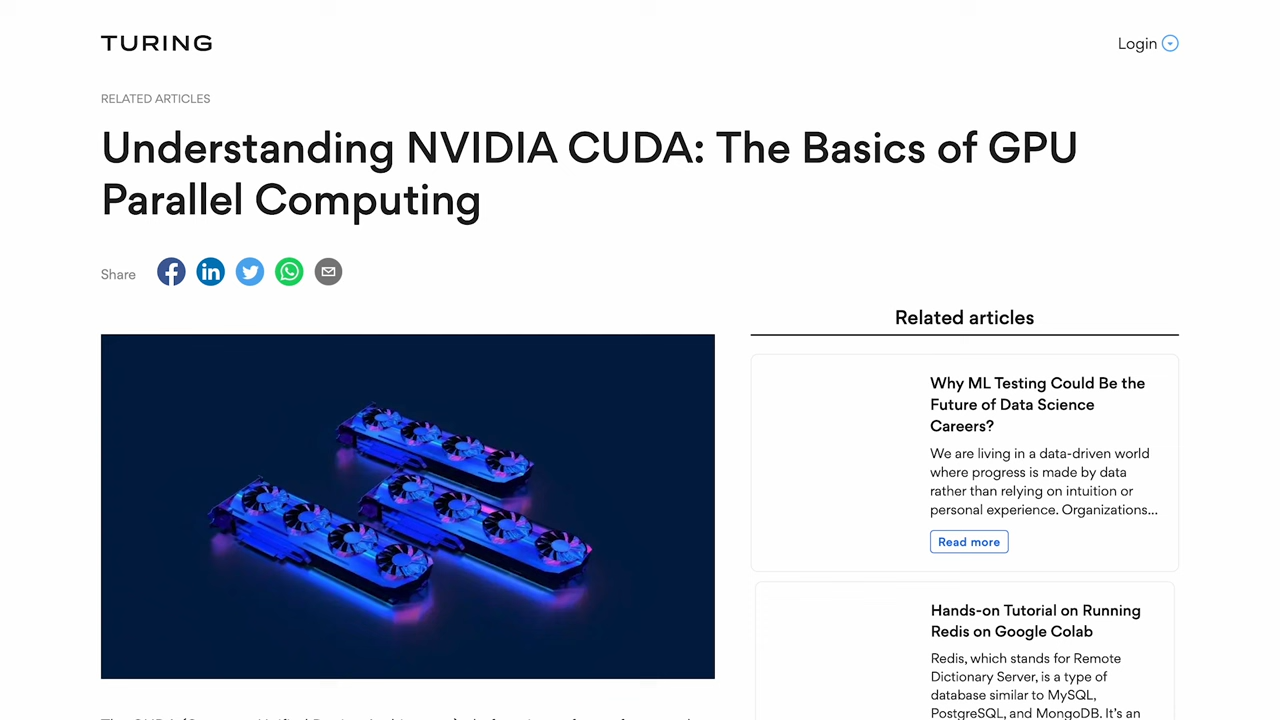 TURING
Login
RELATED ARTICLES
Understanding NVIDIA CUDA: The Basics of GPU
Parallel Computing
Share
Related articles
Why ML Testing Could Be the
Future of Data Science
Careers?
We are living in a data-driven world
where progress is made by data
rather than relying on intuition or
personal experience. Organizations...
Read more
Hands-on Tutorial on Running
Redis on Google Colab
Redis, which stands for Remote
Dictionary Server, is a type of
database similar to MySQL,
PostgreSQL, and MongoDB. It's an